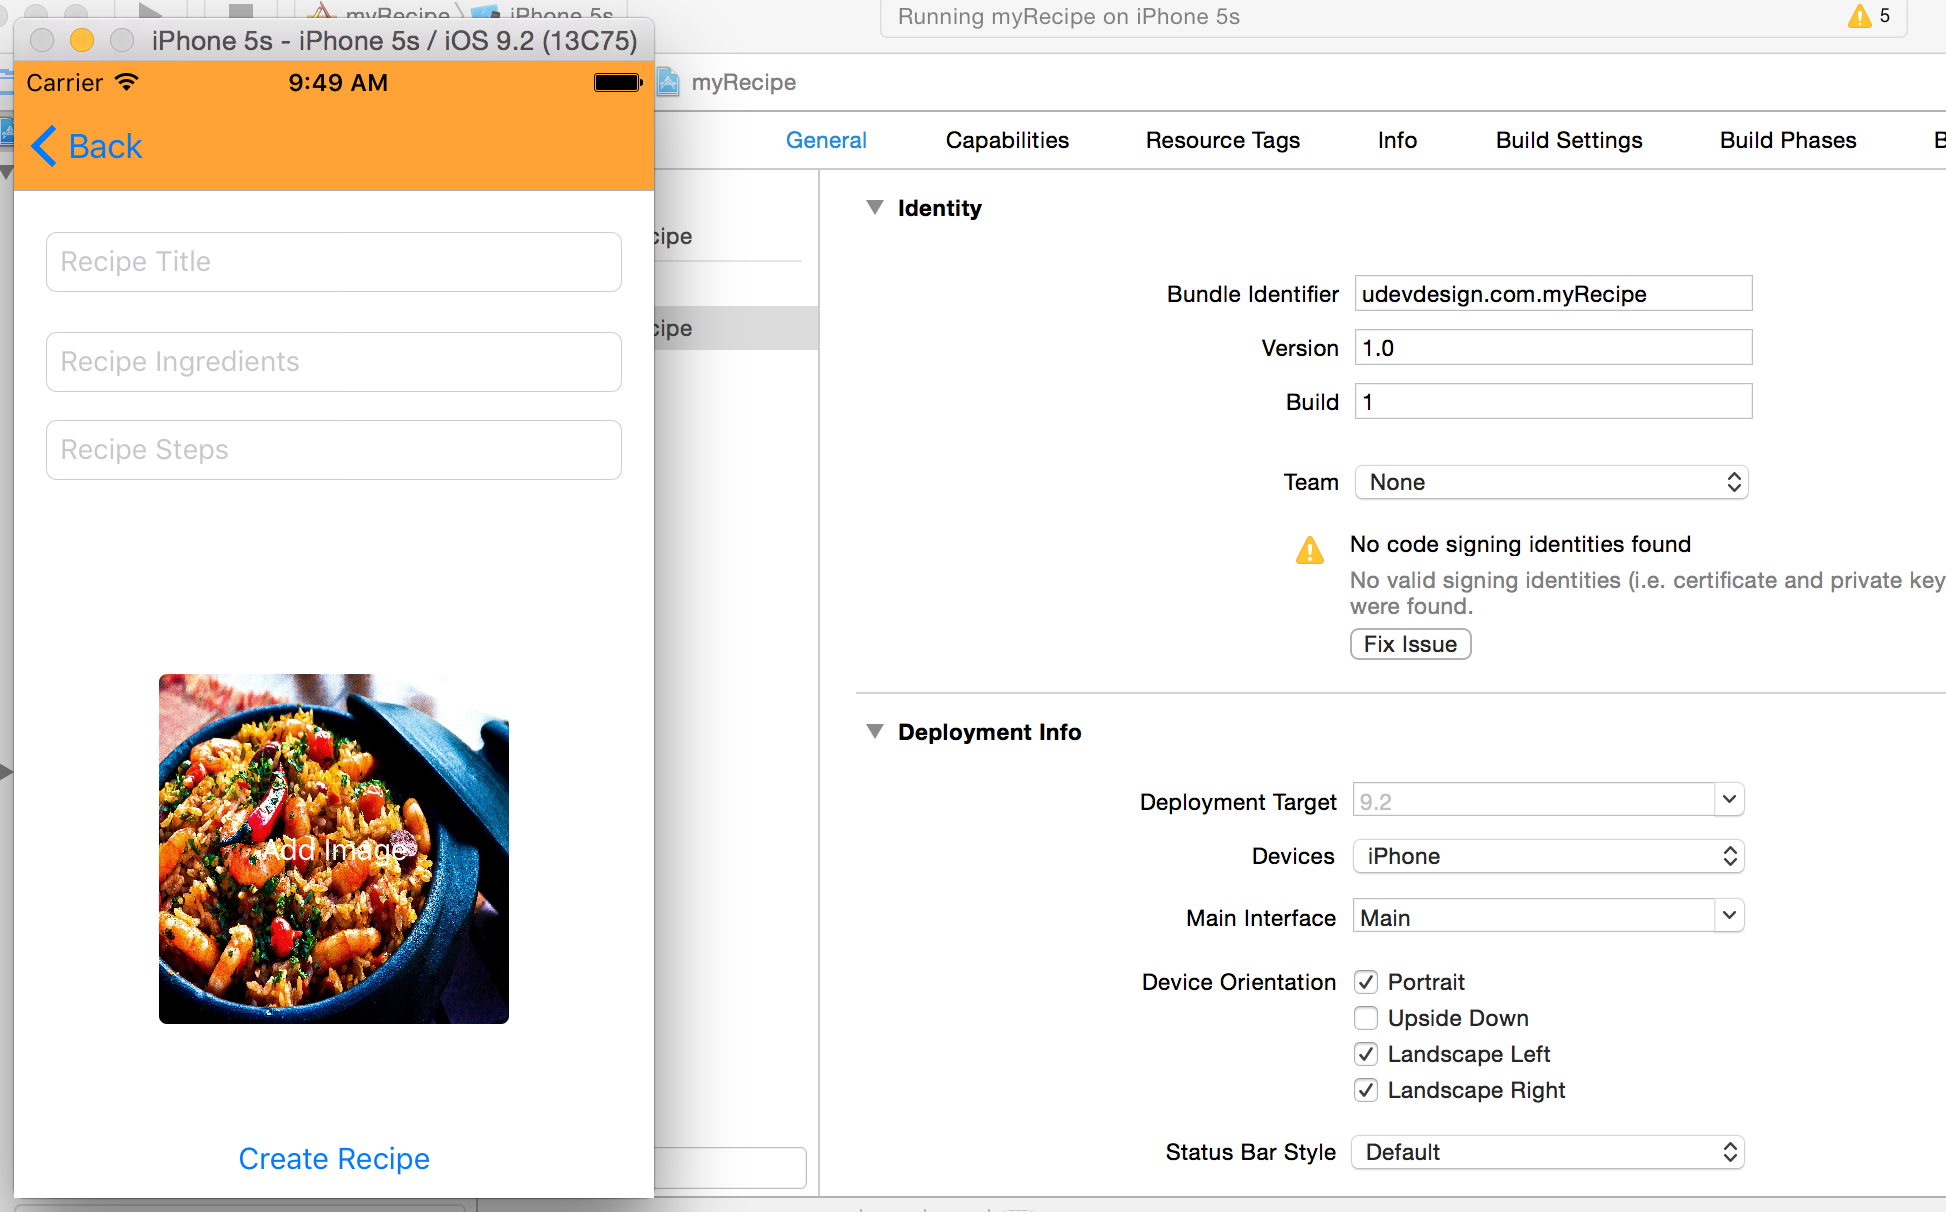 myRecipe iPhone 5s
Running myRecipe on iPhone 5s
5
iPhone 5s - iPhone 5s / iOS 9.2 (13C75)
Carrier 9:49 AM
myRecipe
Back
General Capabilities Resource Tags Info Build Settings Build Phases B
Identity
cipe
Recipe Title
Bundle Identifier udevdesign.com.myRecipe
cipe
Version 1.0
Recipe Ingredients
Build 1
Recipe Steps
Team None
No code signing identities found
No valid signing identities (i.e. certificate and private key
were found.
Fix Issue
Deployment Info
Deployment Target 9.2
Add Image
Devices iPhone
Main Interface Main
Device Orientation Portrait
Upside Down
Landscape Left
Landscape Right
Create Recipe
Status Bar Style Default